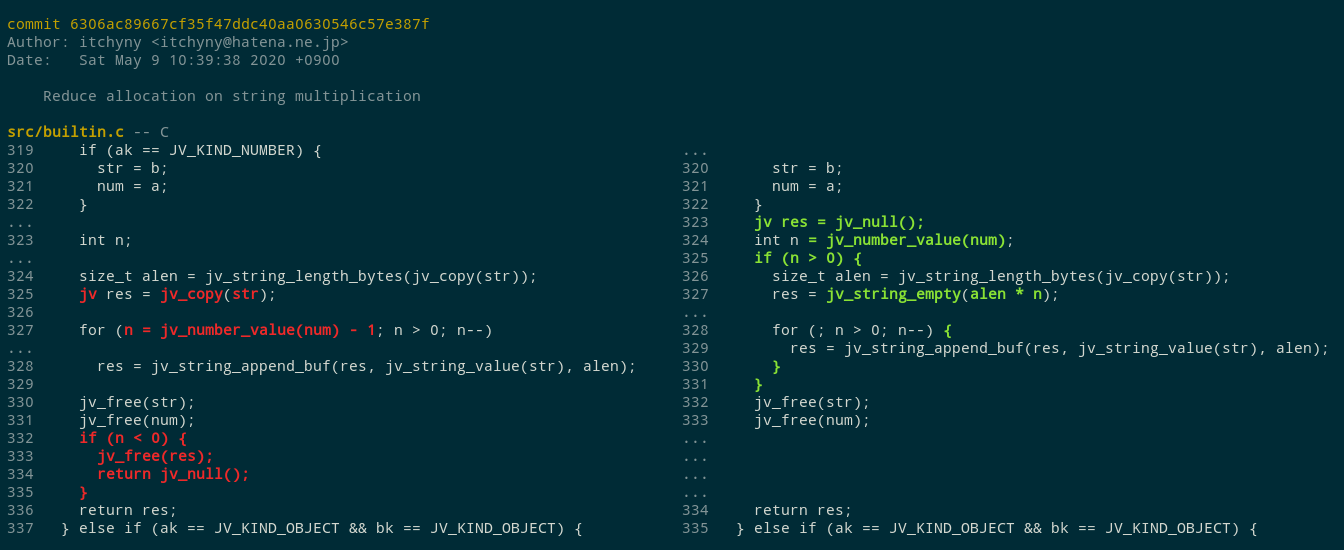 commit 6306ac89667cf35f47ddc40aa0630546c57e387f
Author: itchyny <itchyny@hatena.ne.jp>
Date:   Sat May 9 10:39:38 2020 +0900
    Reduce allocation on string multiplication
src/builtin.c -- C
319     if (ak == JV_KIND_NUMBER) {                                        ...
320       str = b;                                                         320       str = b;
321       num = a;                                                         321       num = a;
322     }                                                                  322     }
...                                                                        323     jv res = jv_null();
323     int n;                                                             324     int n = jv_number_value(num);
...                                                                        325     if (n > 0) {
324     size_t alen = jv_string_length_bytes(jv_copy(str));                326       size_t alen = jv_string_length_bytes(jv_copy(str));
325     jv res = jv_copy(str);                                             327       res = jv_string_empty(alen * n);
326                                                                        ...
327     for (n = jv_number_value(num) - 1; n > 0; n--)                     328       for (; n > 0; n--) {
...                                                                        329         res = jv_string_append_buf(res, jv_string_value(str), alen);
328       res = jv_string_append_buf(res, jv_string_value(str), alen);     330       }
329                                                                        331     }
330     jv_free(str);                                                      332     jv_free(str);
331     jv_free(num);                                                      333     jv_free(num);
332     if (n < 0) {                                                       ...
333       jv_free(res);                                                    ...
334       return jv_null();                                                ...
335     }                                                                  ...
336     return res;                                                        334     return res;
337   } else if (ak == JV_KIND_OBJECT && bk == JV_KIND_OBJECT) {           335   } else if (ak == JV_KIND_OBJECT && bk == JV_KIND_OBJECT) {